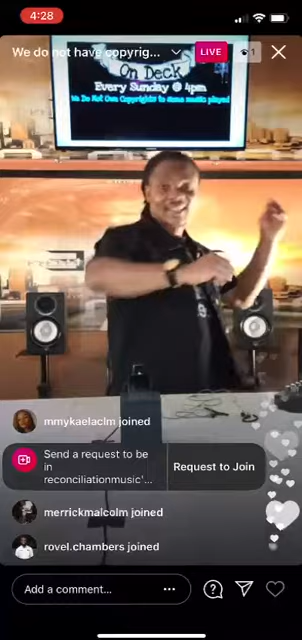 4:28
We do not have copyrig...
LIVE
1
On Deck
Every Sunday @ 4pm
We Do Not Own Copyrights to some music played
mmykaelaclm joined
Send a request to be
in
reconciliationmusic'...
Request to Join
merrickmalcolm joined
rovel.chambers joined
Add a comment...